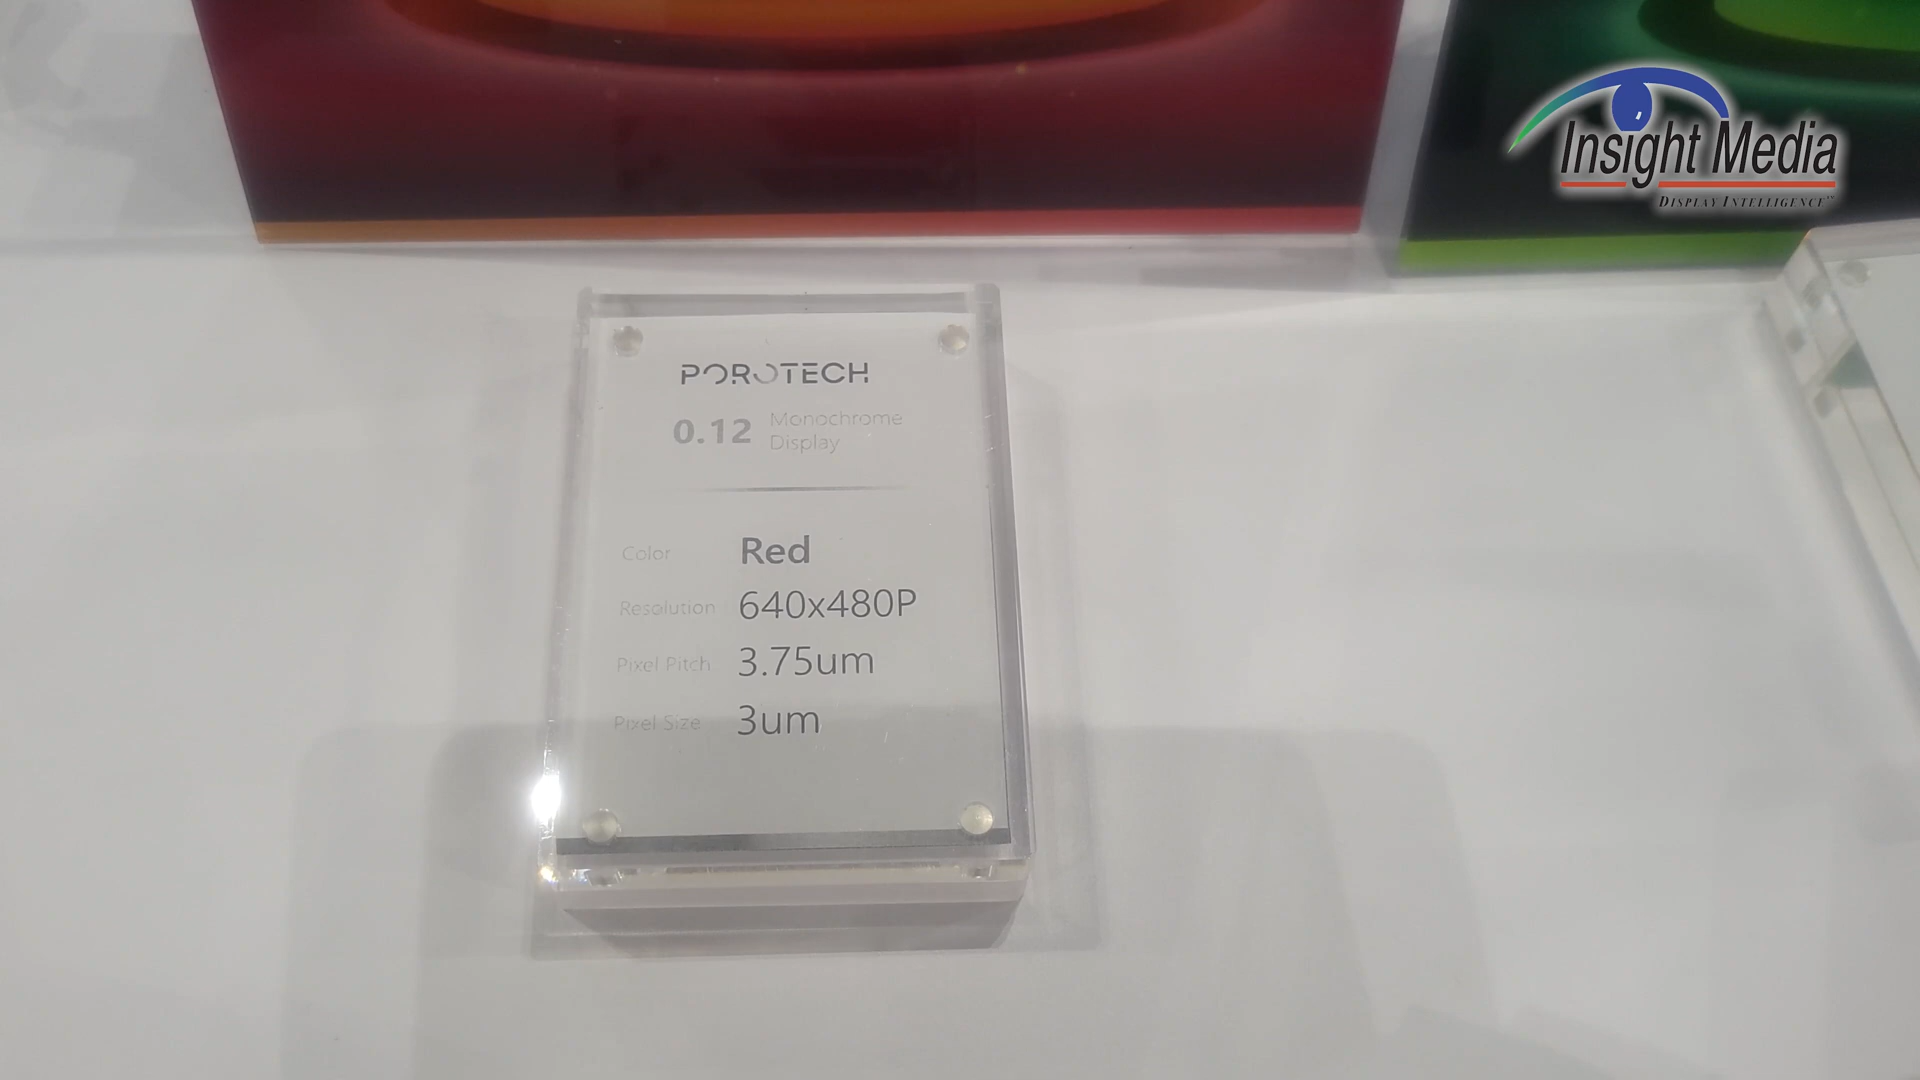 Insight Media
DISPLAY INTELLIGENCE
POROTECH
0.12 Monochrome
Display
Color Red
Resolution 640x480P
Pixel Pitch 3.75um
Pixel Size 3um